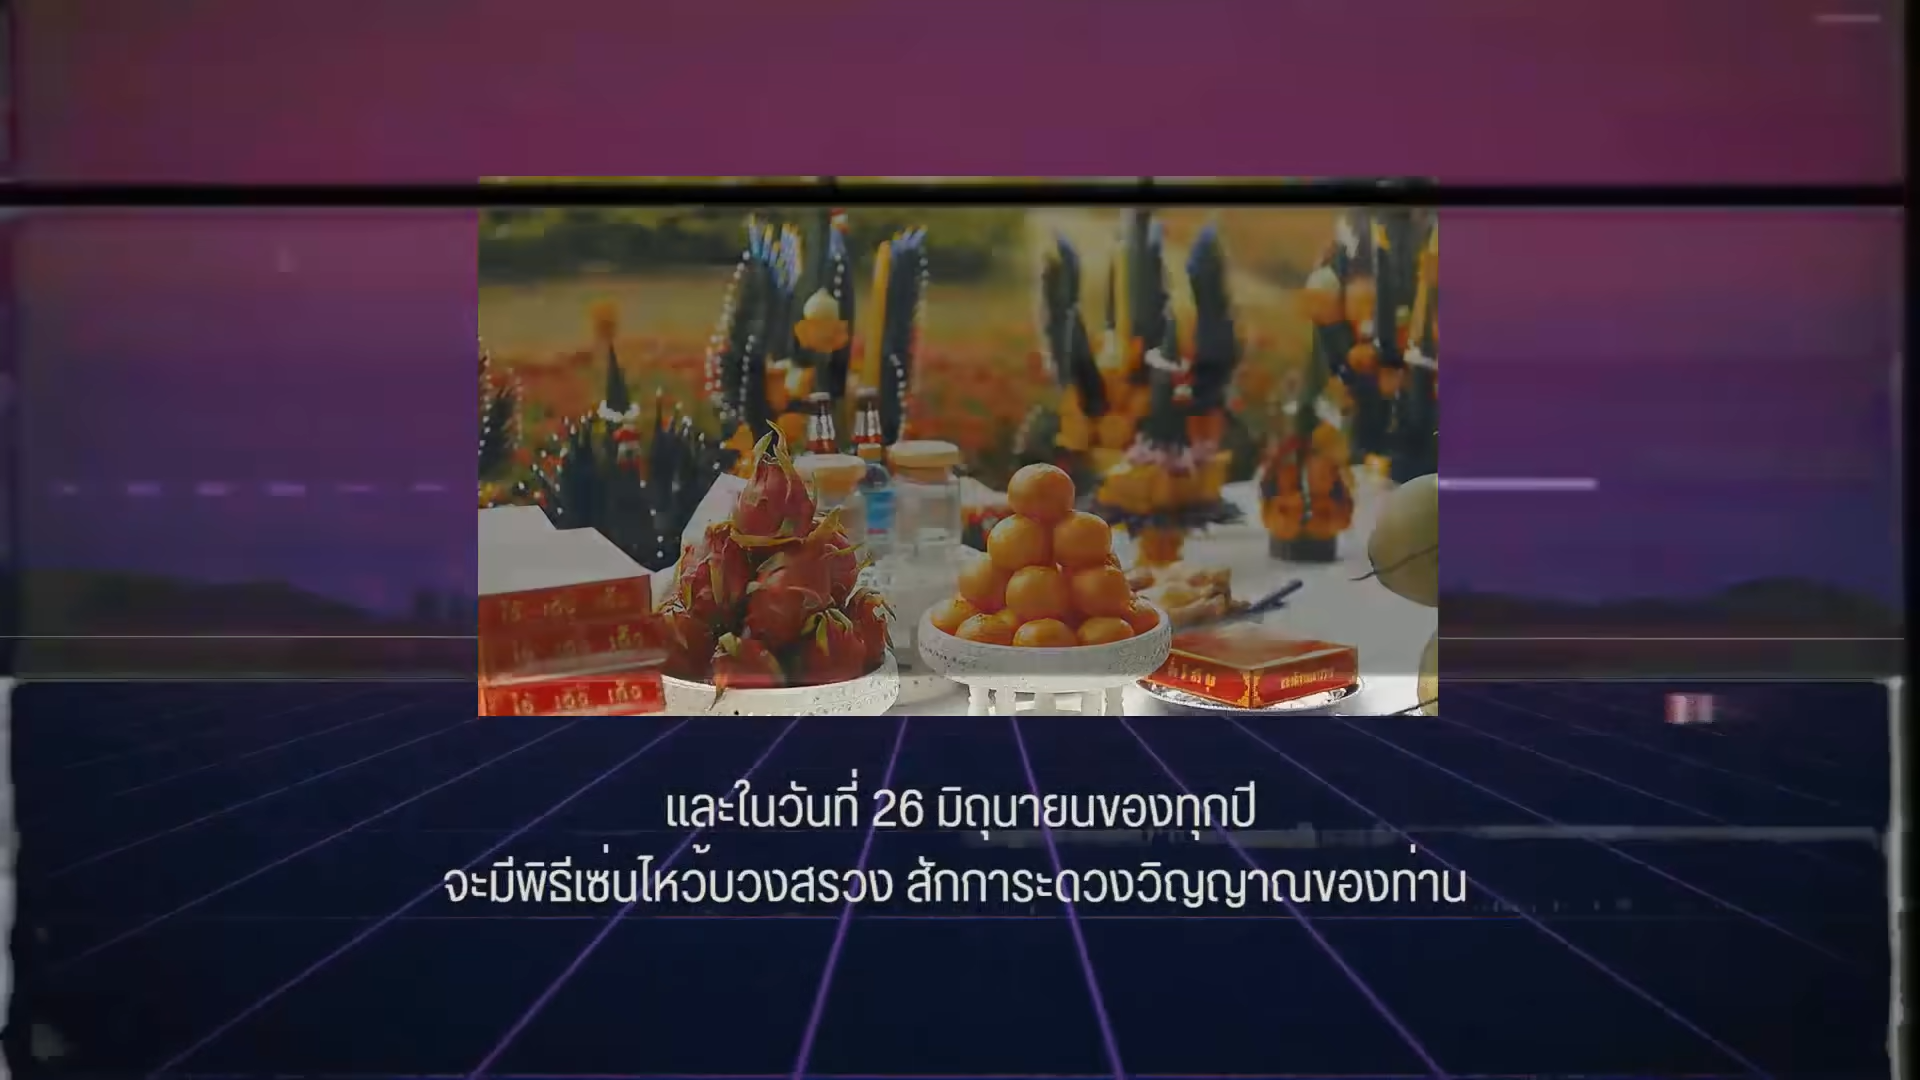 และในวันที่ 26 มิถุนายนของทุกปี
จะมีพิธีเซ่นไหว้บวงสรวง สักการะดวงวิญญาณของท่าน